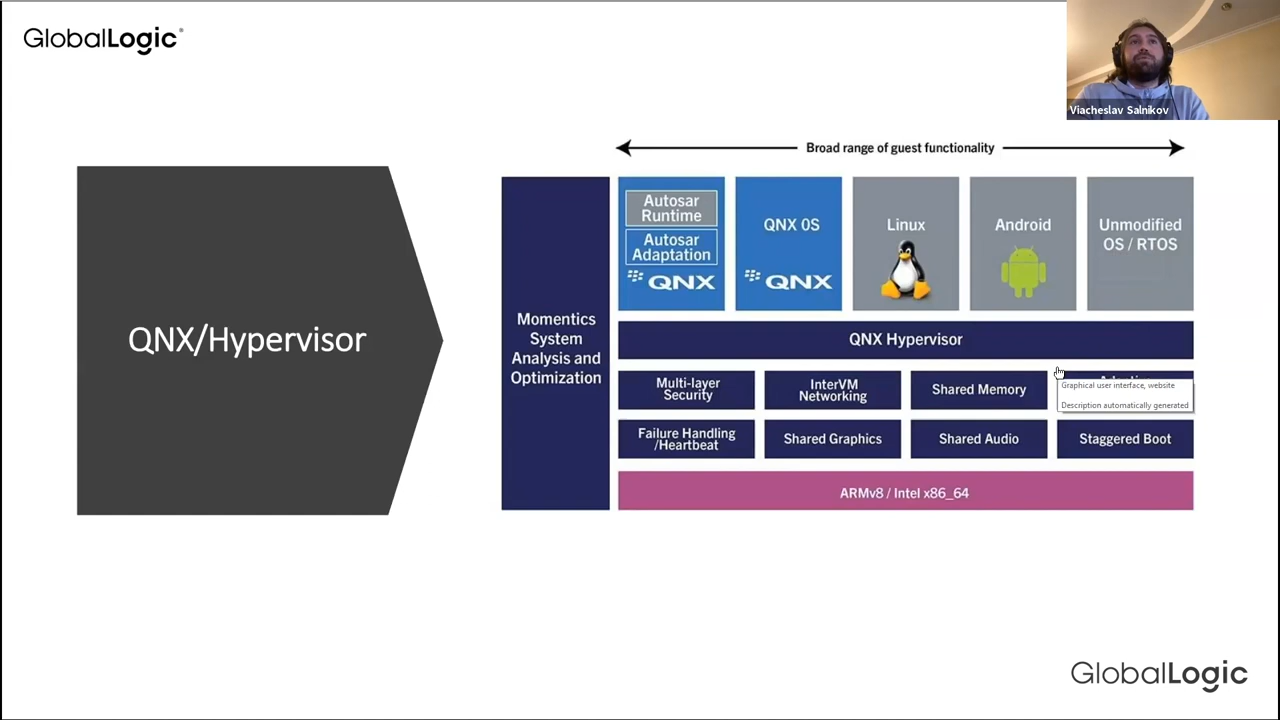 GlobalLogic
Viacheslav Salnikov
Broad range of guest functionality
Autosar
Runtime
Autosar
Adaptation
QNX
QNX 0S
QNX
Linux
Android
Unmodified
OS / RTOS
Momentics
System
Analysis and
Optimization
QNX/Hypervisor
QNX Hypervisor
Multi-layer
Security
InterVM
Networking
Shared Memory
Graphical user interface, website
Description automatically generated
Failure Handling
/Heartbeat
Shared Graphics
Shared Audio
Staggered Boot
ARMv8 / Intel x86_64
GlobalLogic